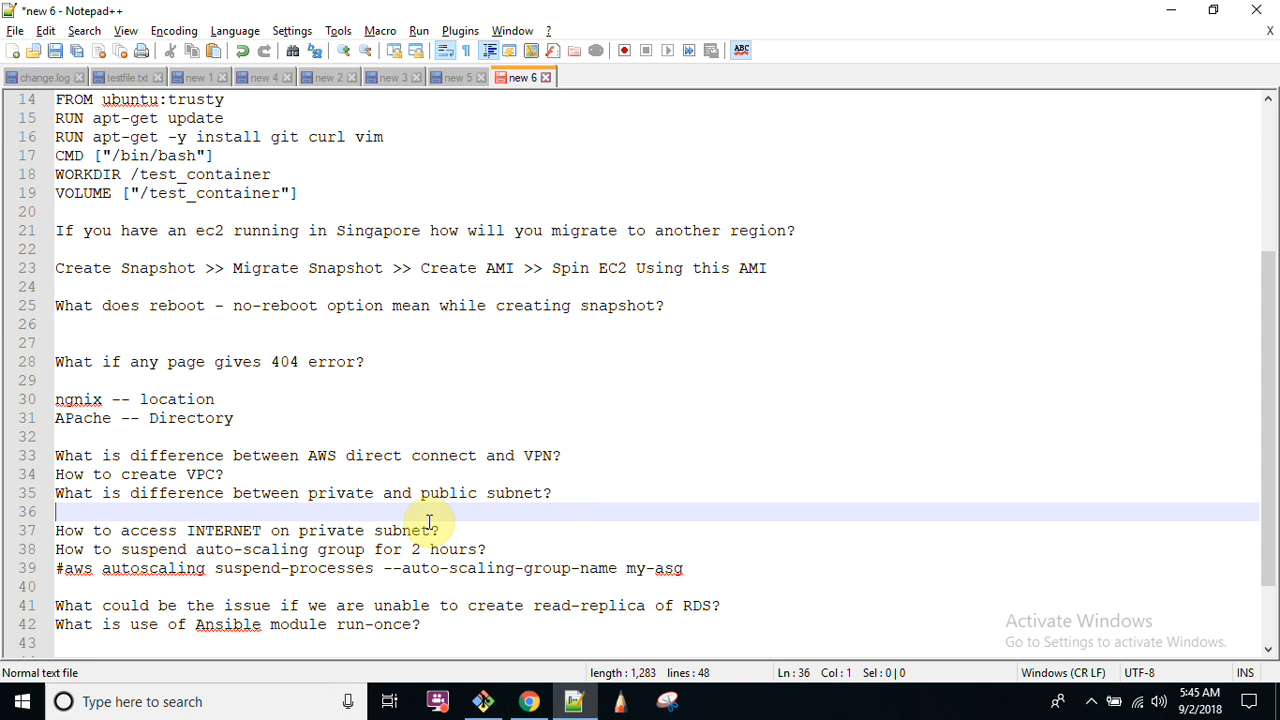 *new 6 - Notepad++
File Edit Search View Encoding Language Settings Tools Macro Run Plugins Window ?
X
ABC
change.log testfile.txt new 1 new 4 new 2 new 3 new 5 new 6
14 FROM ubuntu:trusty
15 RUN apt-get update
16 RUN apt-get -y install git curl vim
17 CMD ["/bin/bash"]
18 WORKDIR /test_container
19 VOLUME ["/test_container"]
20
21 If you have an ec2 running in Singapore how will you migrate to another region?
22
23 Create Snapshot >> Migrate Snapshot >> Create AMI >> Spin EC2 Using this AMI
24
25 What does reboot - no-reboot option mean while creating snapshot?
26
27
28 What if any page gives 404 error?
29
30 ngnix -- location
31 APache -- Directory
32
33 What is difference between AWS direct connect and VPN?
34 How to create VPC?
35 What is difference between private and public subnet?
36
37 How to access INTERNET on private subnet?
38 How to suspend auto-scaling group for 2 hours?
39 #aws autoscaling suspend-processes --auto-scaling-group-name my-asg
40
41 What could be the issue if we are unable to create read-replica of RDS?
42 What is use of Ansible module run-once?
43
Activate Windows
Go to Settings to activate Windows.
Normal text file length : 1,283 lines : 48 Ln : 36 Col : 1 Sel : 0 | 0 Windows (CR LF) UTF-8 INS
Type here to search
5:45 AM
9/2/2018